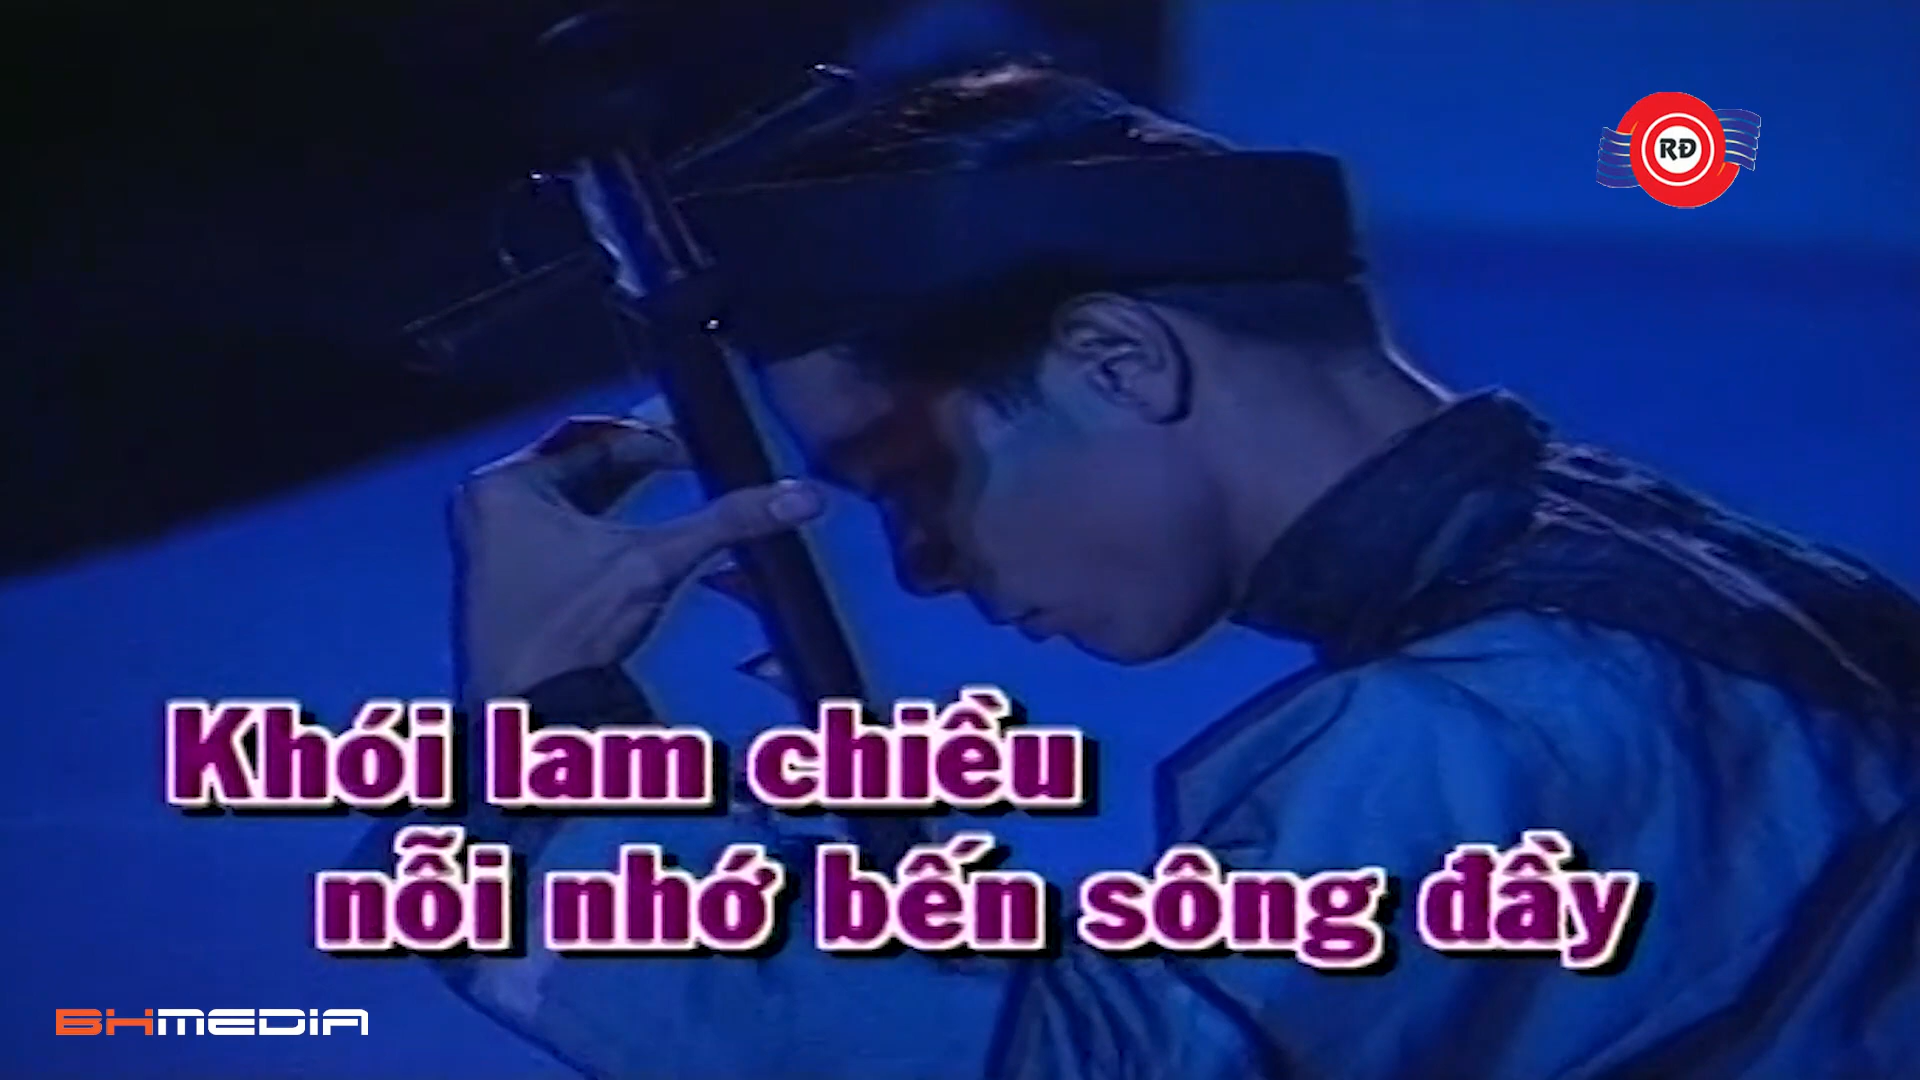 RĐ
Khói lam chiều
nỗi nhớ bến sông đầy
BHMEDIA